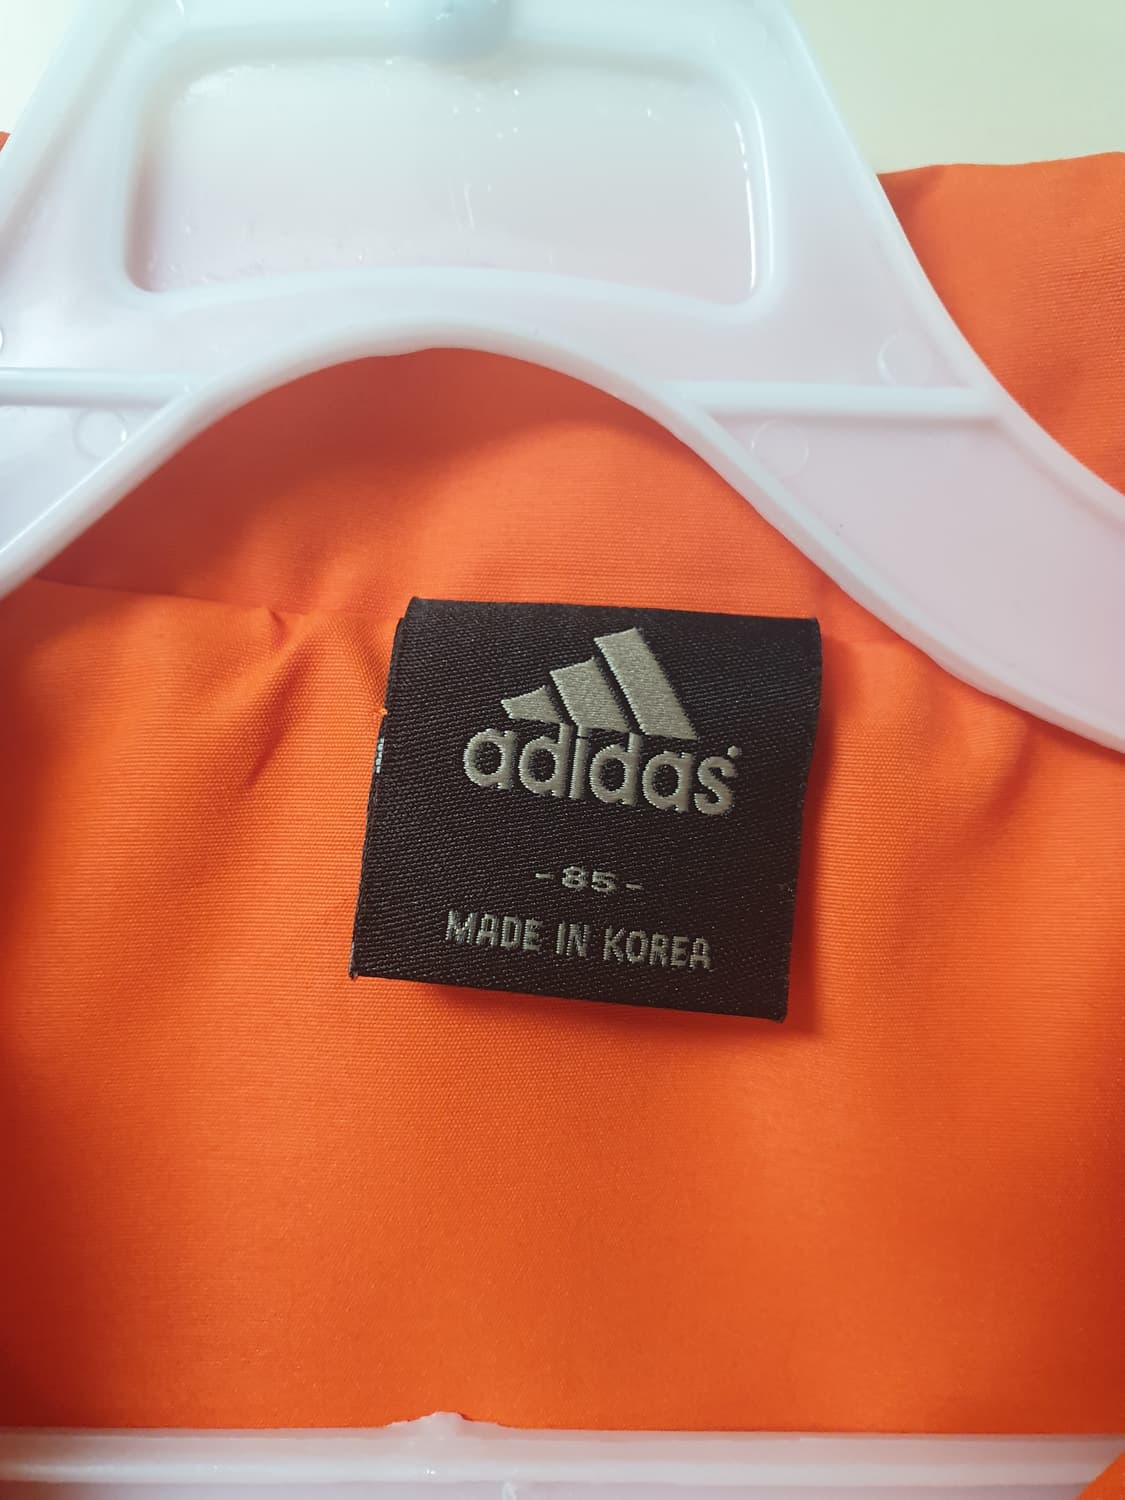 adidas
-85-
MADE IN KOREA